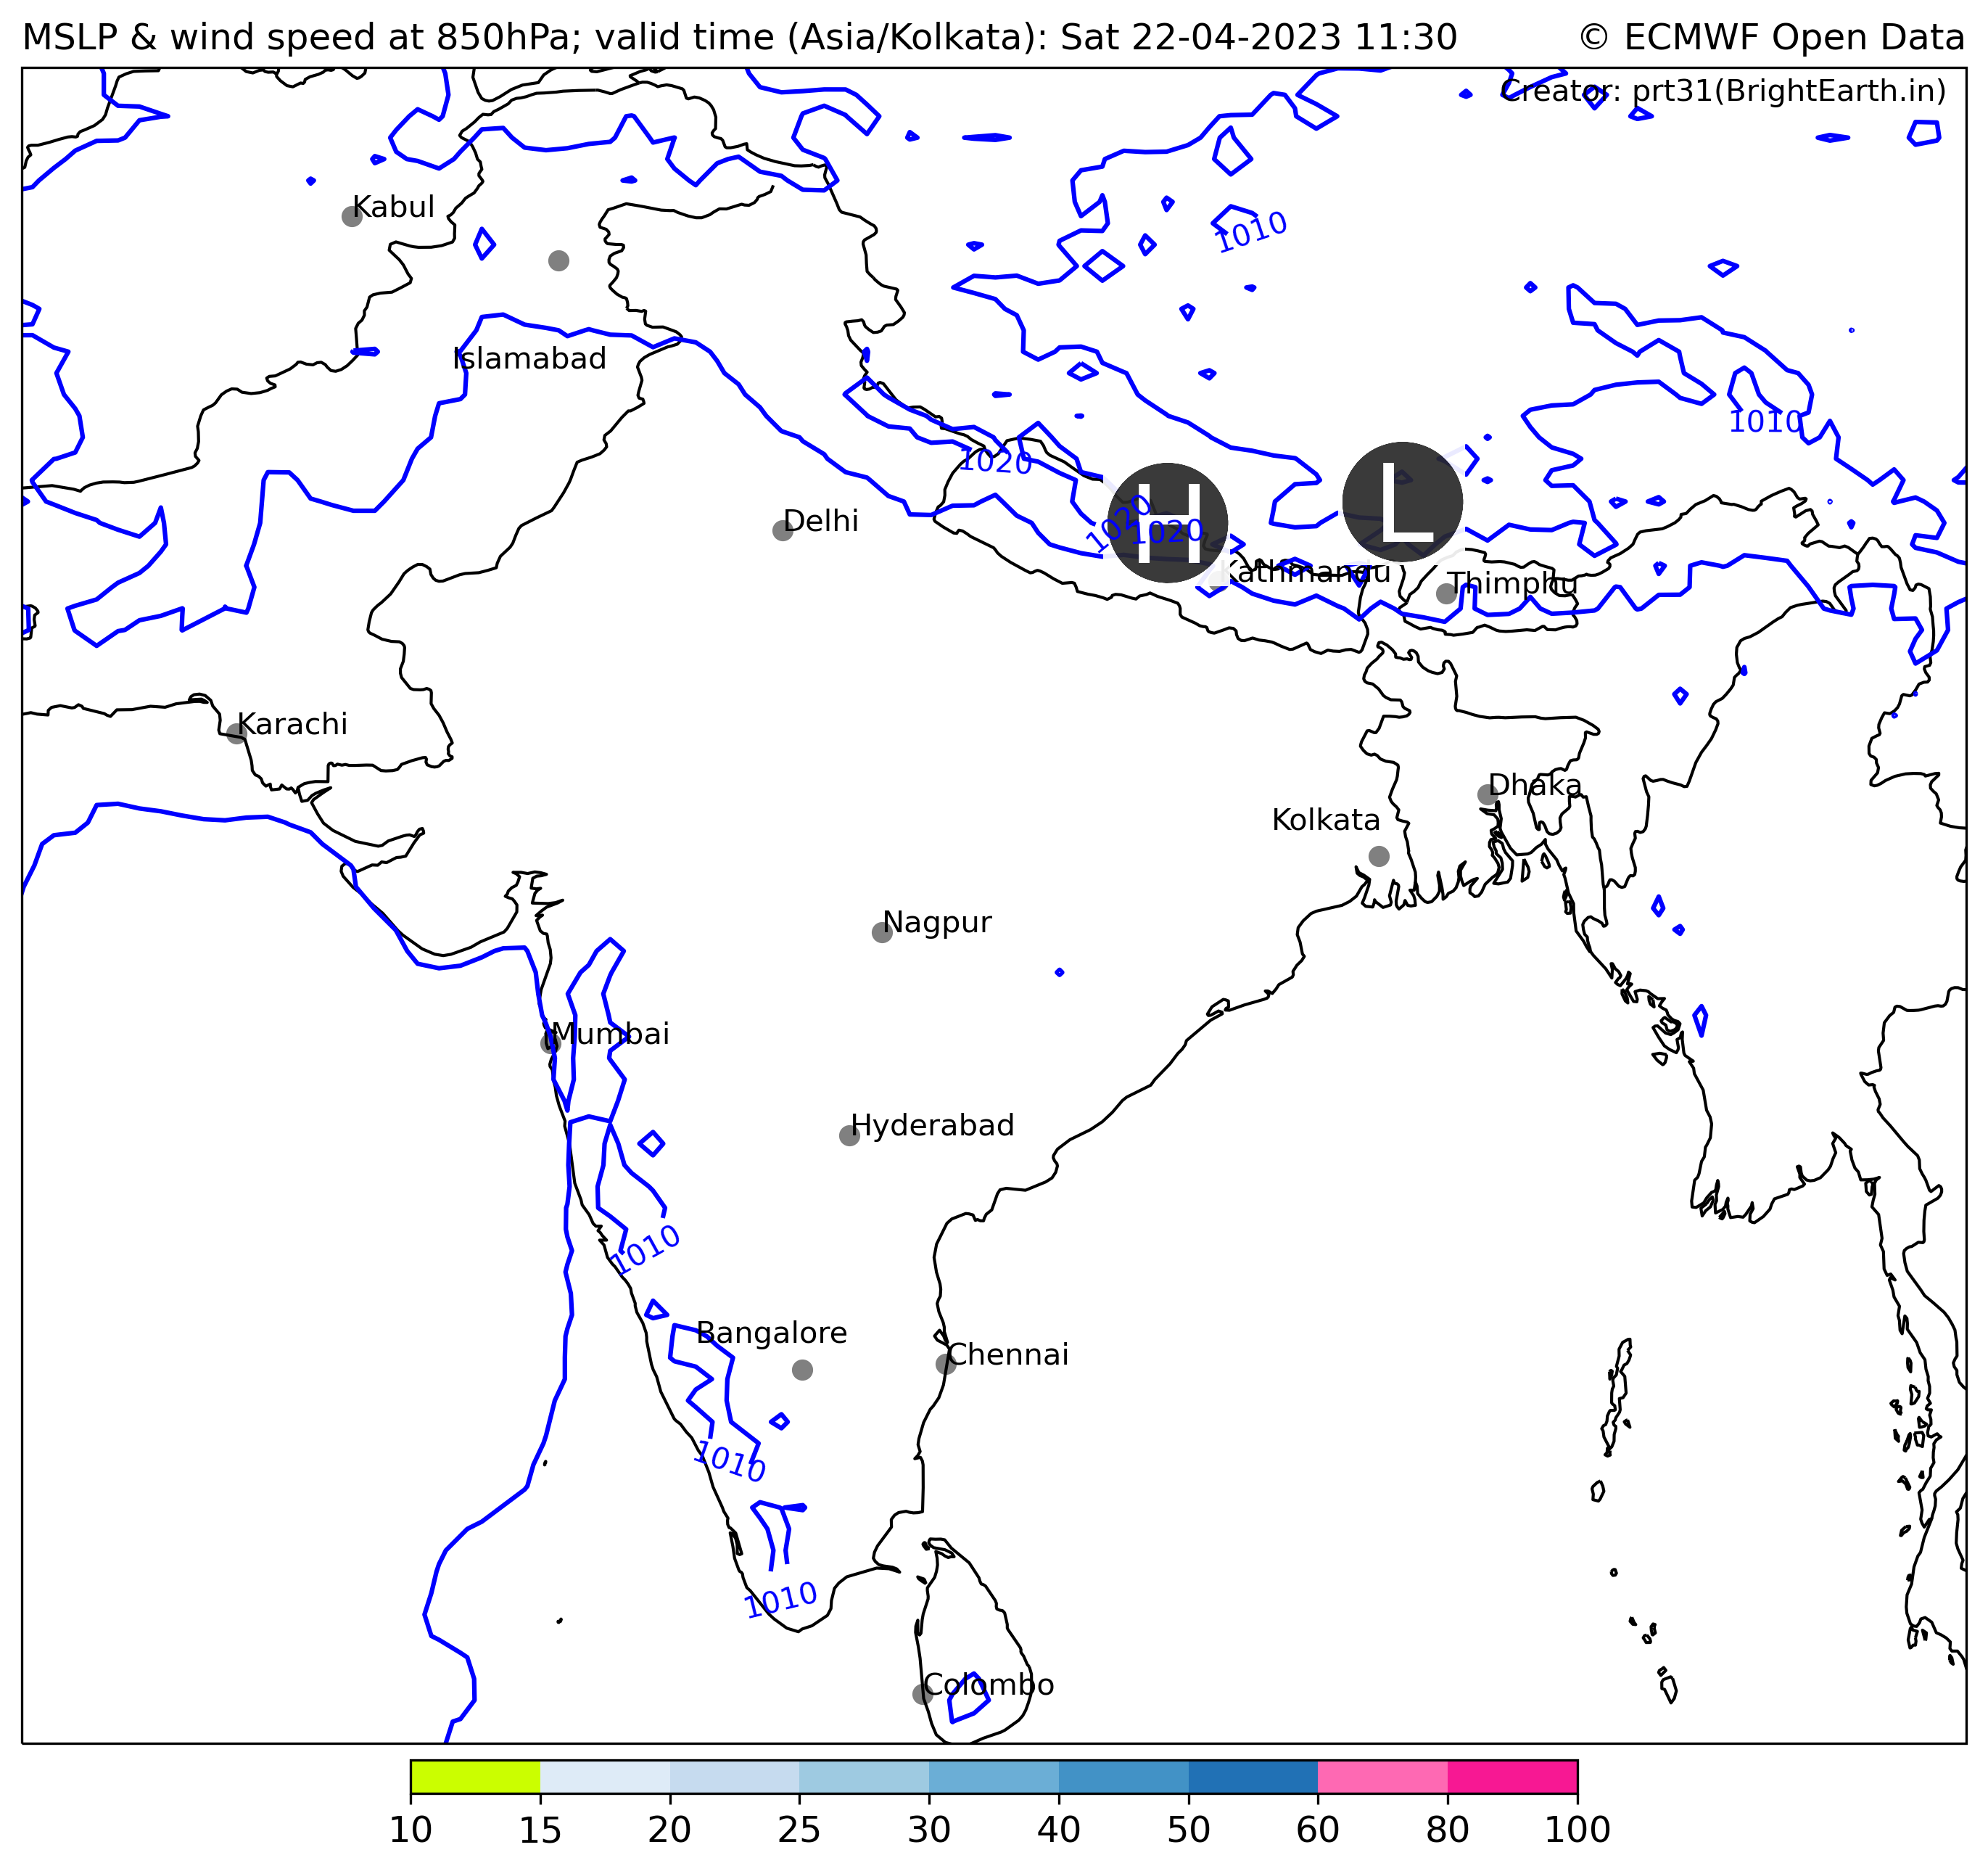 MSLP & wind speed at 850hPa; valid time (Asia/Kolkata): Sat 22-04-2023 11:30
© ECMWF Open Data
Creator: prt31(BrightEarth.in)
Kabul
1010
Islamabad
1010
1020
H
L
1020
1020
Delhi
Kathmandu
Thimphu
Karachi
Dhaka
Kolkata
Nagpur
Mumbai
Hyderabad
1010
Bangalore
Chennai
1010
1010
Colombo
10 15 20 25 30 40 50 60 80 100